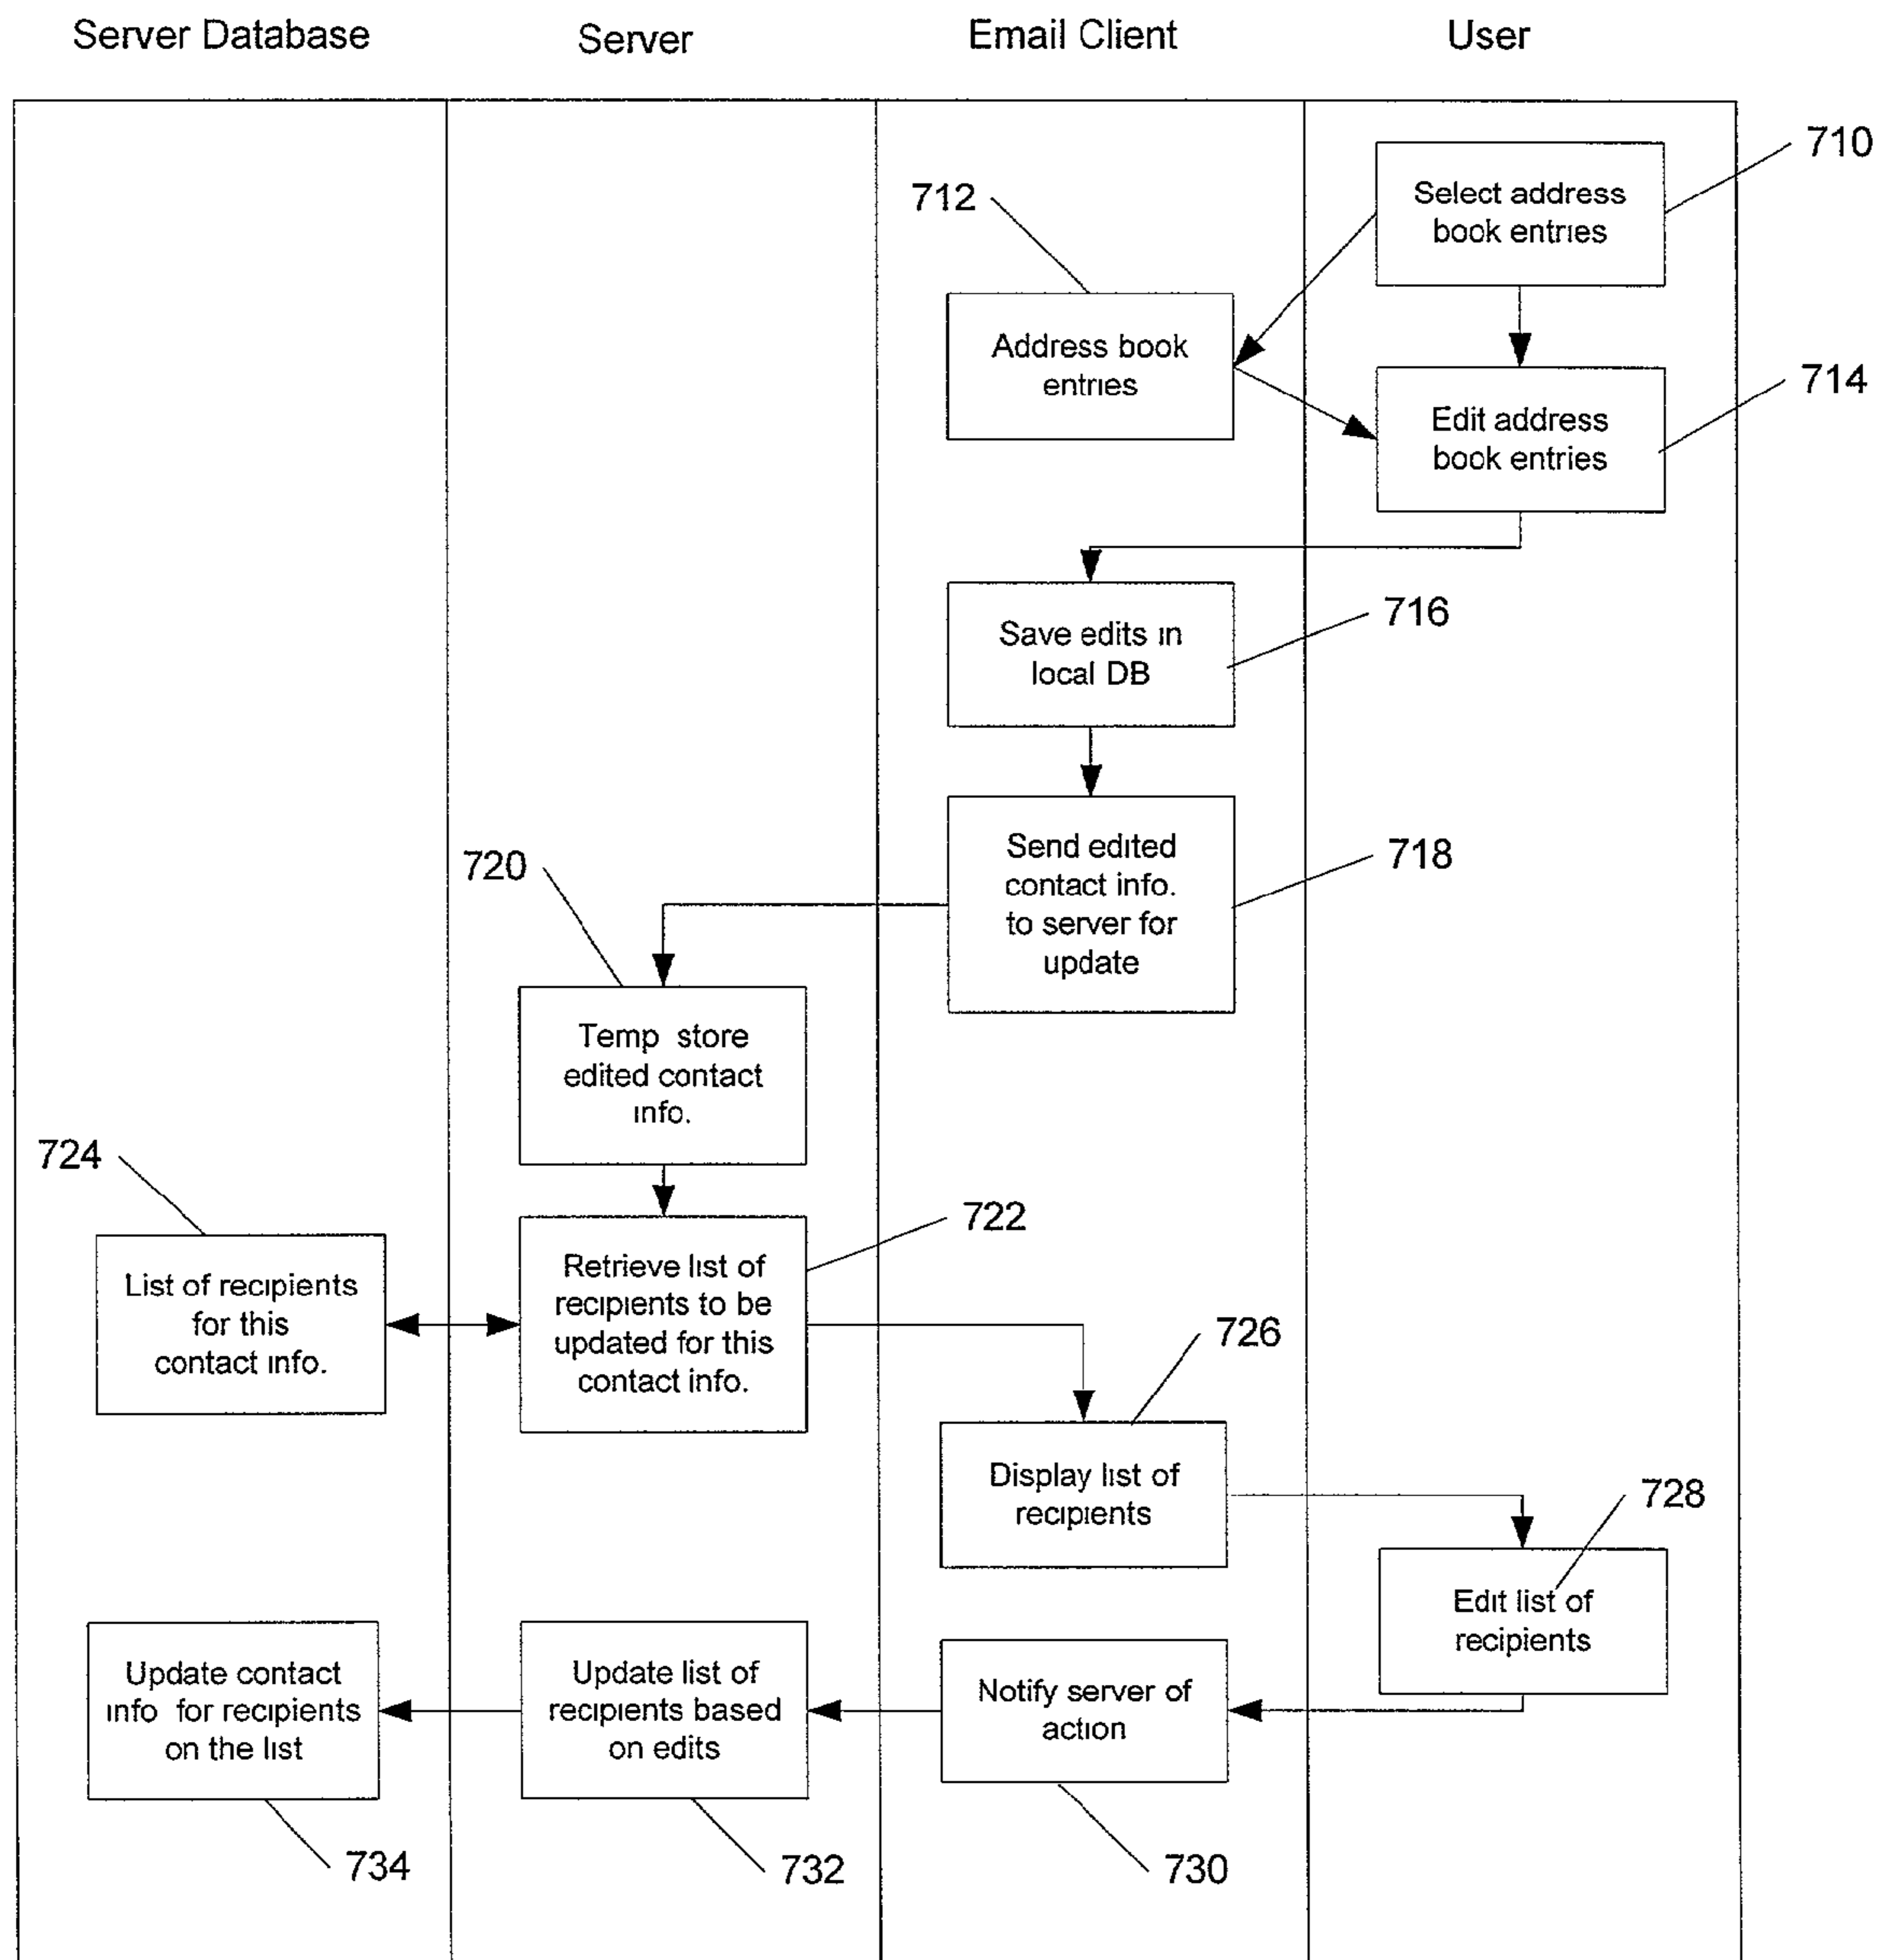 Server Database
Server
Email Client
User
710
Select address
book entries
712
Address book
entries
714
Edit address
book entries
716
Save edits in
local DB
718
Send edited
contact info.
to server for
update
720
Temp store
edited contact
info.
724
List of recipients
for this
contact info.
722
Retrieve list of
recipients to be
updated for this
contact info.
726
Display list of
recipients
728
Edit list of
recipients
Update contact
info for recipients
on the list
Update list of
recipients based
on edits
Notify server of
action
734
732
730